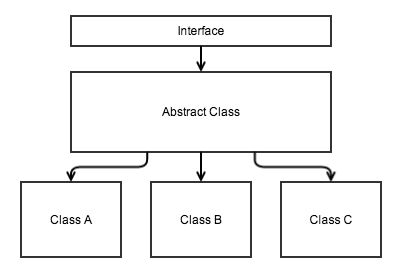 Interface
Abstract Class
Class A
Class B
Class C